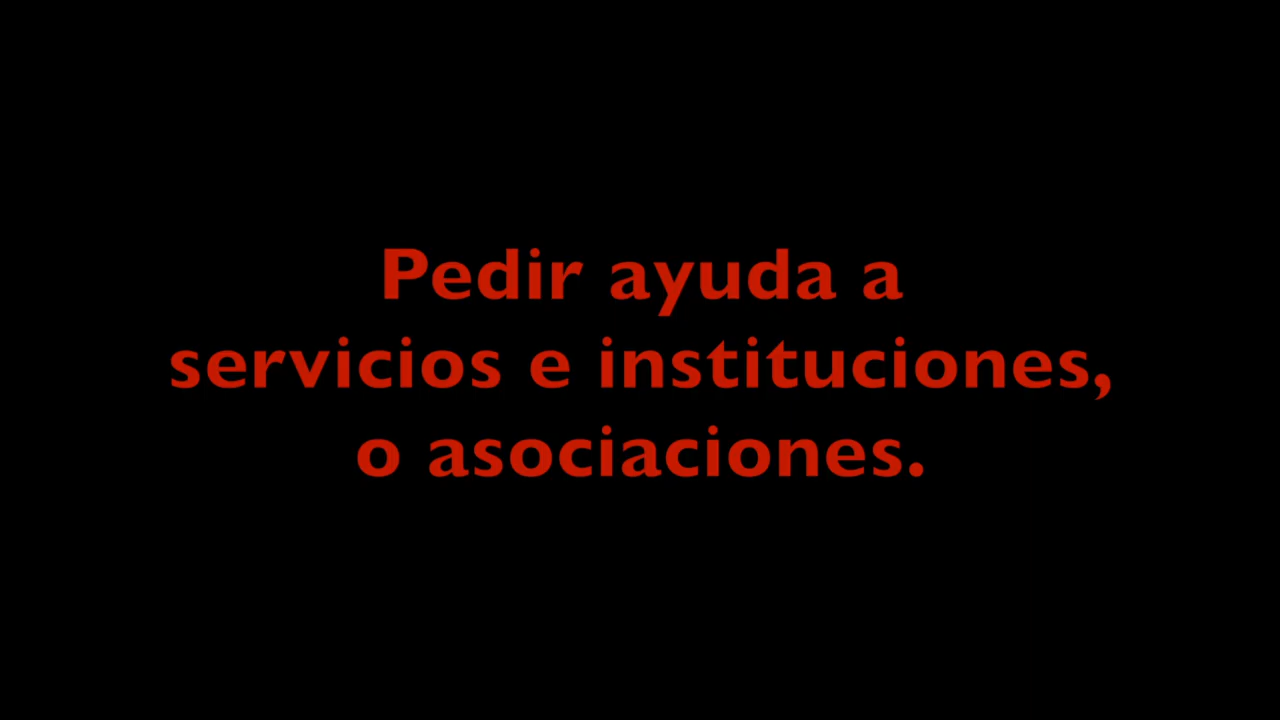 Pedir ayuda a
servicios e instituciones,
o asociaciones.